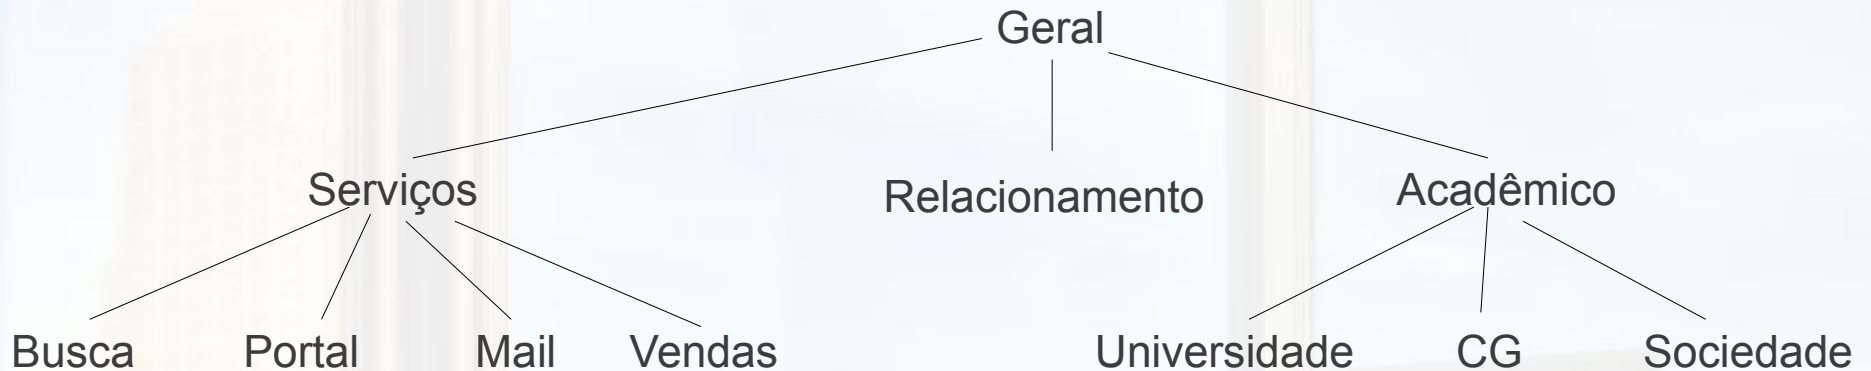 Geral
Serviços
Relacionamento
Acadêmico
Busca
Portal
Mail
Vendas
Universidade
CG
Sociedade